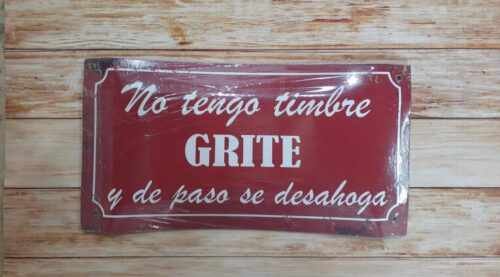 No tengo timbre
GRITE
y de paso se desahoga